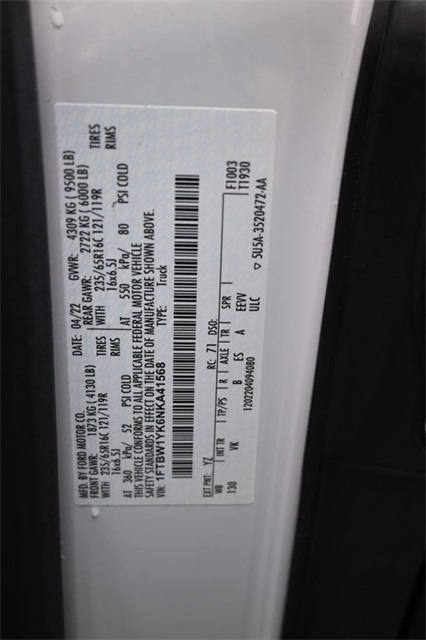 MFD. BY FORD MOTOR CO.
DATE: 04/22 GVWR: 4309 KG (9500 LB)
FRONT GAWR: 1873 KG (4130 LB) REAR GAWR: 2722 KG (6000 LB)
WITH 235/65R16C 121/119R TIRES WITH 235/65R16C 121/119R TIRES
16x6.5J RIMS 16x6.5J RIMS
AT 360 kPa/ 52 PSI COLD AT 550 kPa/ 80 PSI COLD
THIS VEHICLE CONFORMS TO ALL APPLICABLE FEDERAL MOTOR VEHICLE
SAFETY STANDARDS IN EFFECT ON THE DATE OF MANUFACTURE SHOWN ABOVE.
VIN: 1FTBW1YK6NKA41568 TYPE: Truck
F1003
T1930
EXT PNT: YZ RC: 71 DSO:
WB INT TR TP/PS R AXLE TR SPR
130 VK B ES A EEVV
1202204094080 ULC
5U5A-3520472-AA